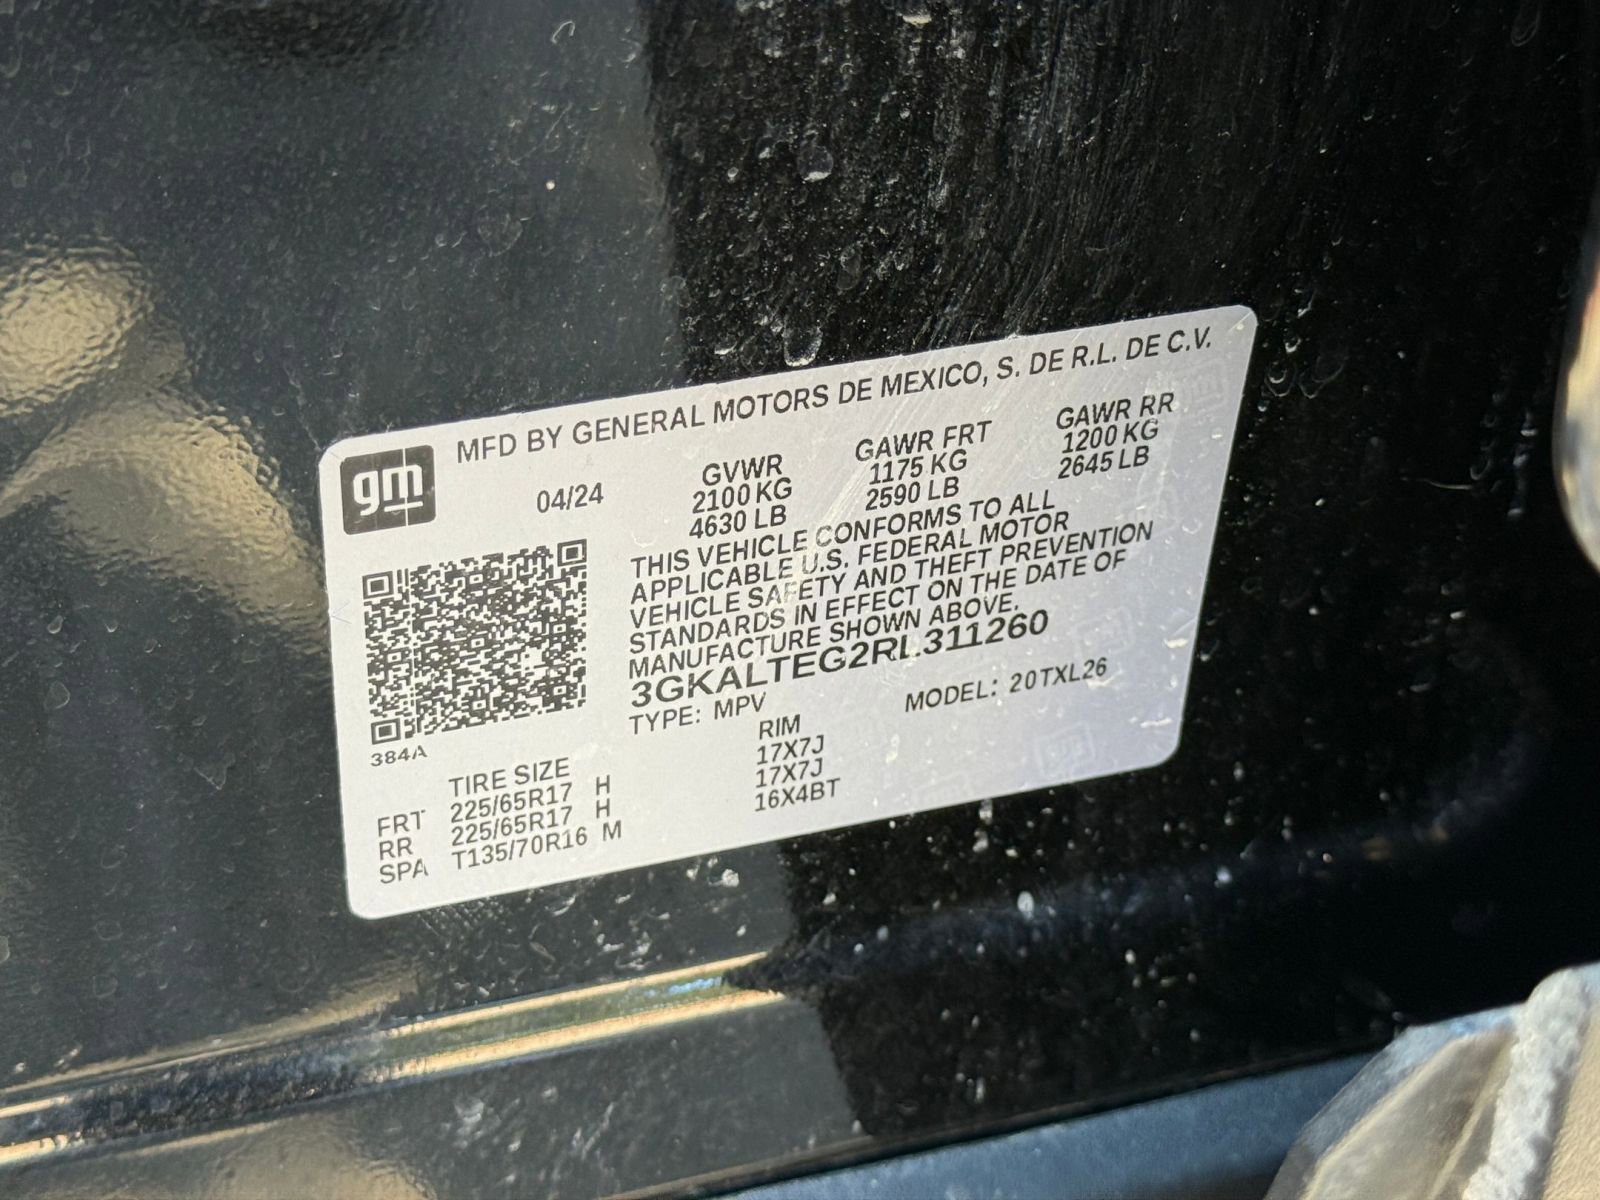 gm
MFD BY GENERAL MOTORS DE MEXICO, S. DE R.L. DE C.V.
04/24
GVWR
2100 KG
4630 LB
GAWR FRT
1175 KG
2590 LB
GAWR RR
1200 KG
2645 LB
THIS VEHICLE CONFORMS TO ALL
APPLICABLE U.S. FEDERAL MOTOR
VEHICLE SAFETY AND THEFT PREVENTION
STANDARDS IN EFFECT ON THE DATE OF
MANUFACTURE SHOWN ABOVE.
3GKALTEG2RL311260
TYPE: MPV
MODEL: 20TXL26
384A
TIRE SIZE
RIM
FRT 225/65R17 H 17X7J
RR 225/65R17 H 17X7J
SPA T135/70R16 M 16X4BT